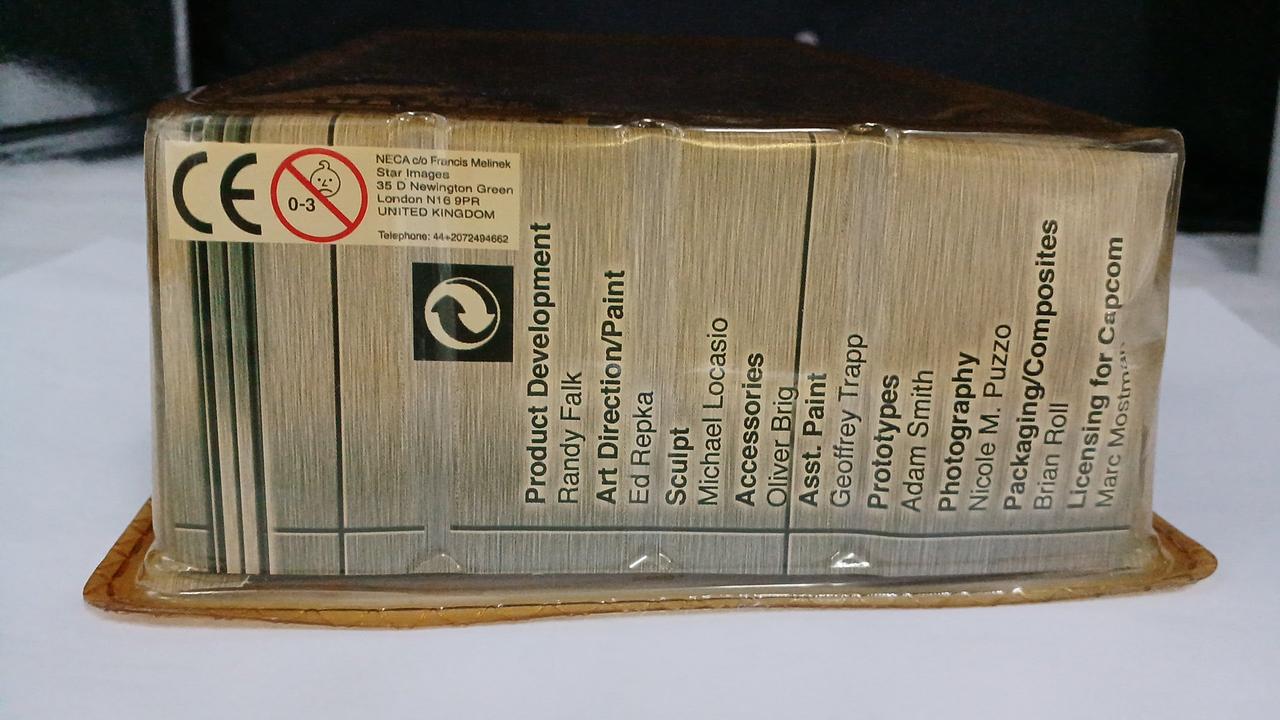 CE
0-3
NECA c/o Francis Melinek
Star Images
35 D Newington Green
London N16 9PR
UNITED KINGDOM
Telephone: 44+2072494662
Product Development
Randy Falk
Art Direction/Paint
Ed Repka
Sculpt
Michael Locasio
Accessories
Oliver Brig
Asst. Paint
Geoffrey Trapp
Prototypes
Adam Smith
Photography
Nicole M. Puzzo
Packaging/Composites
Brian Roll
Licensing for Capcom
Marc